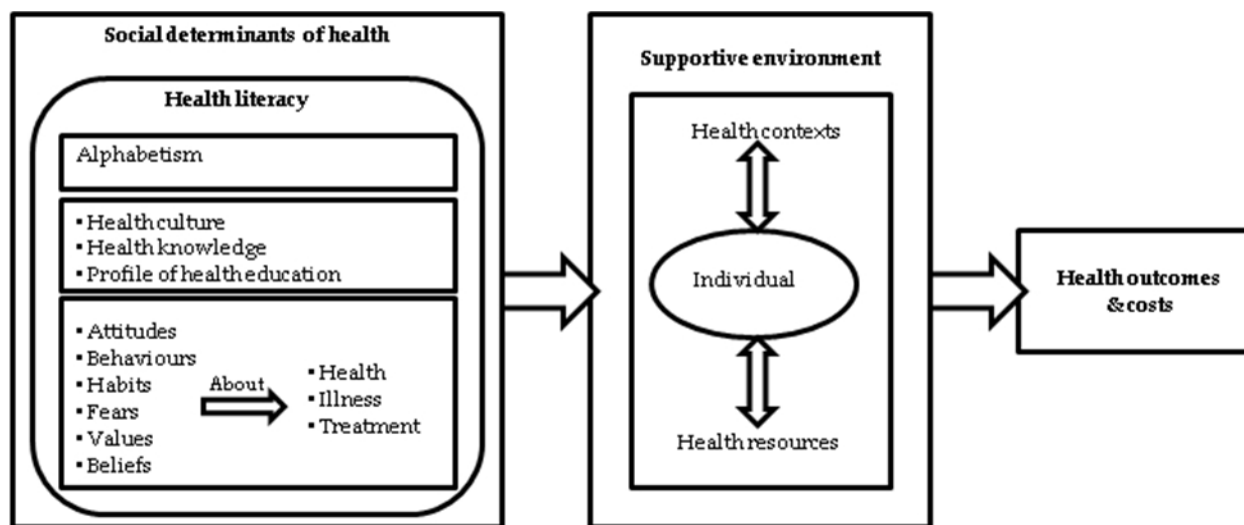 Social determinants of health
Health literacy
Alphabetism
▪ Health culture
▪ Health knowledge
▪ Profile of health education
▪ Attitudes
▪ Behaviours
▪ Habits
▪ Fears
▪ Values
▪ Beliefs
About
▪ Health
▪ Illness
▪ Treatment
Supportive environment
Health contexts
Individual
Health resources
Health outcomes
& costs